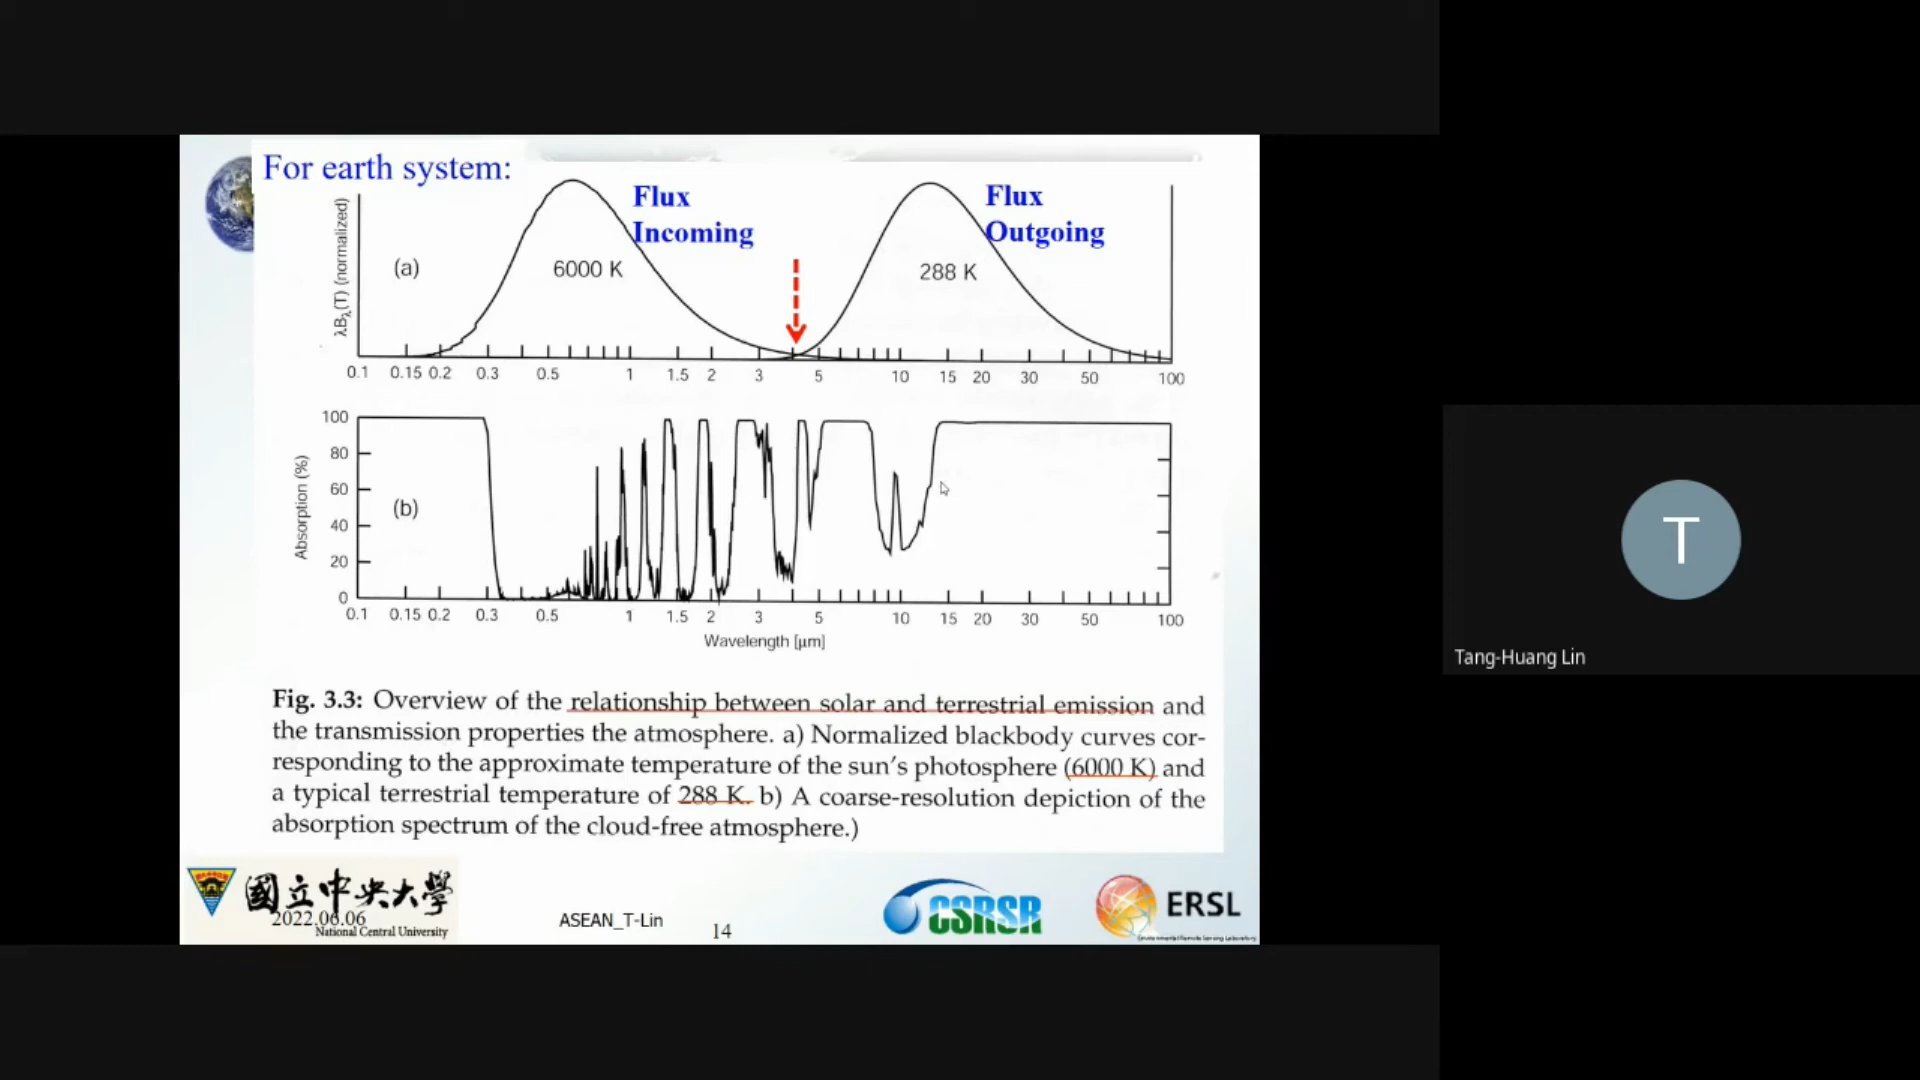 For earth system:
Flux
Incoming
Flux
Outgoing
λBλ(T) (normalized)
(a)
6000 K
288 K
0.1 0.15 0.2 0.3 0.5 1 1.5 2 3 5 10 15 20 30 50 100
100
80
60
40
20
0
Absorption (%)
(b)
0.1 0.15 0.2 0.3 0.5 1 1.5 2 3 5 10 15 20 30 50 100
Wavelength [μm]
Fig. 3.3: Overview of the relationship between solar and terrestrial emission and
the transmission properties the atmosphere. a) Normalized blackbody curves cor-
responding to the approximate temperature of the sun's photosphere (6000 K) and
a typical terrestrial temperature of 288 K. b) A coarse-resolution depiction of the
absorption spectrum of the cloud-free atmosphere.)
國立中央大學
2022.06.06
National Central University
ASEAN_T-Lin
14
CSRSR
ERSL
Environmental Remote Sensing Laboratory
T
Tang-Huang Lin